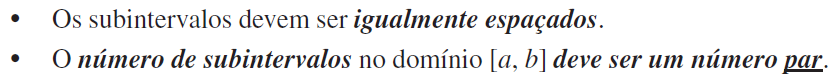 • Os subintervalos devem ser igualmente espaçados.
• O número de subintervalos no domínio [a, b] deve ser um número par.